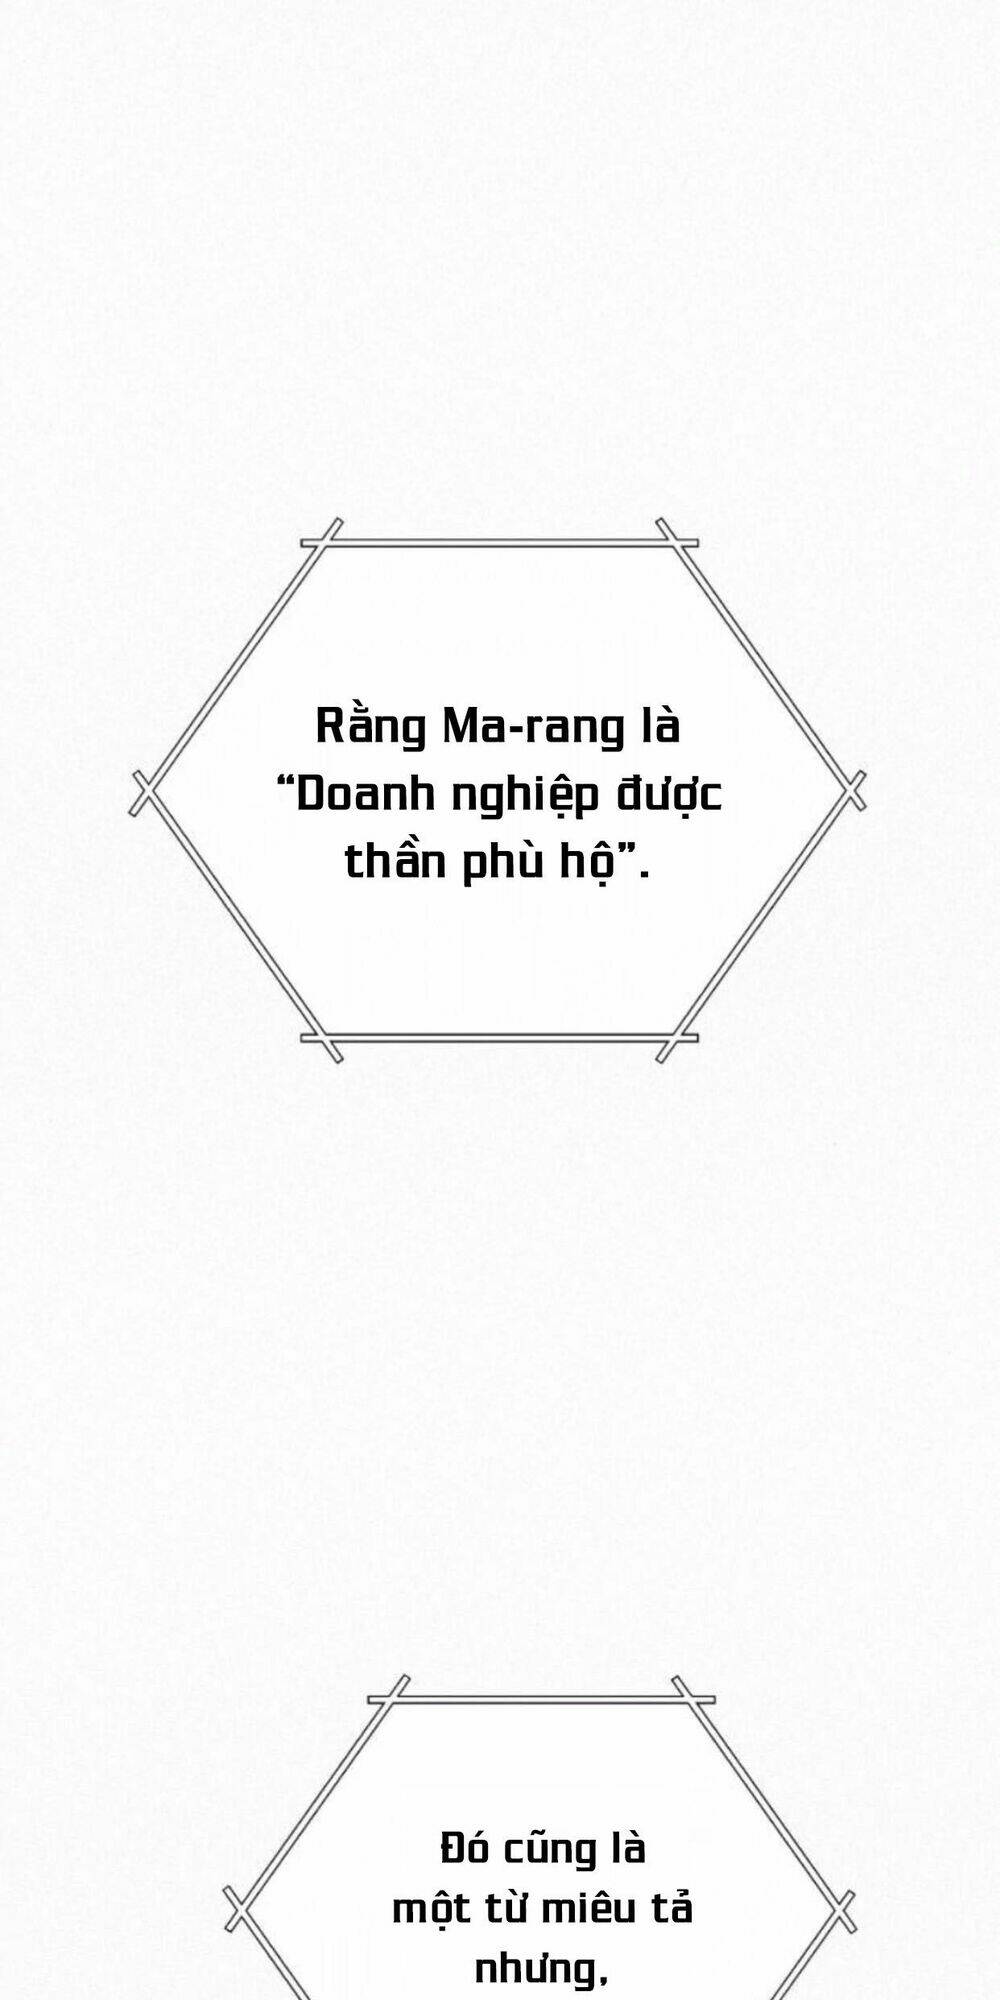 Rằng Ma-rang là
“Doanh nghiệp được
thần phù hộ”.
Đó cũng là
một từ miêu tả
nhưng,